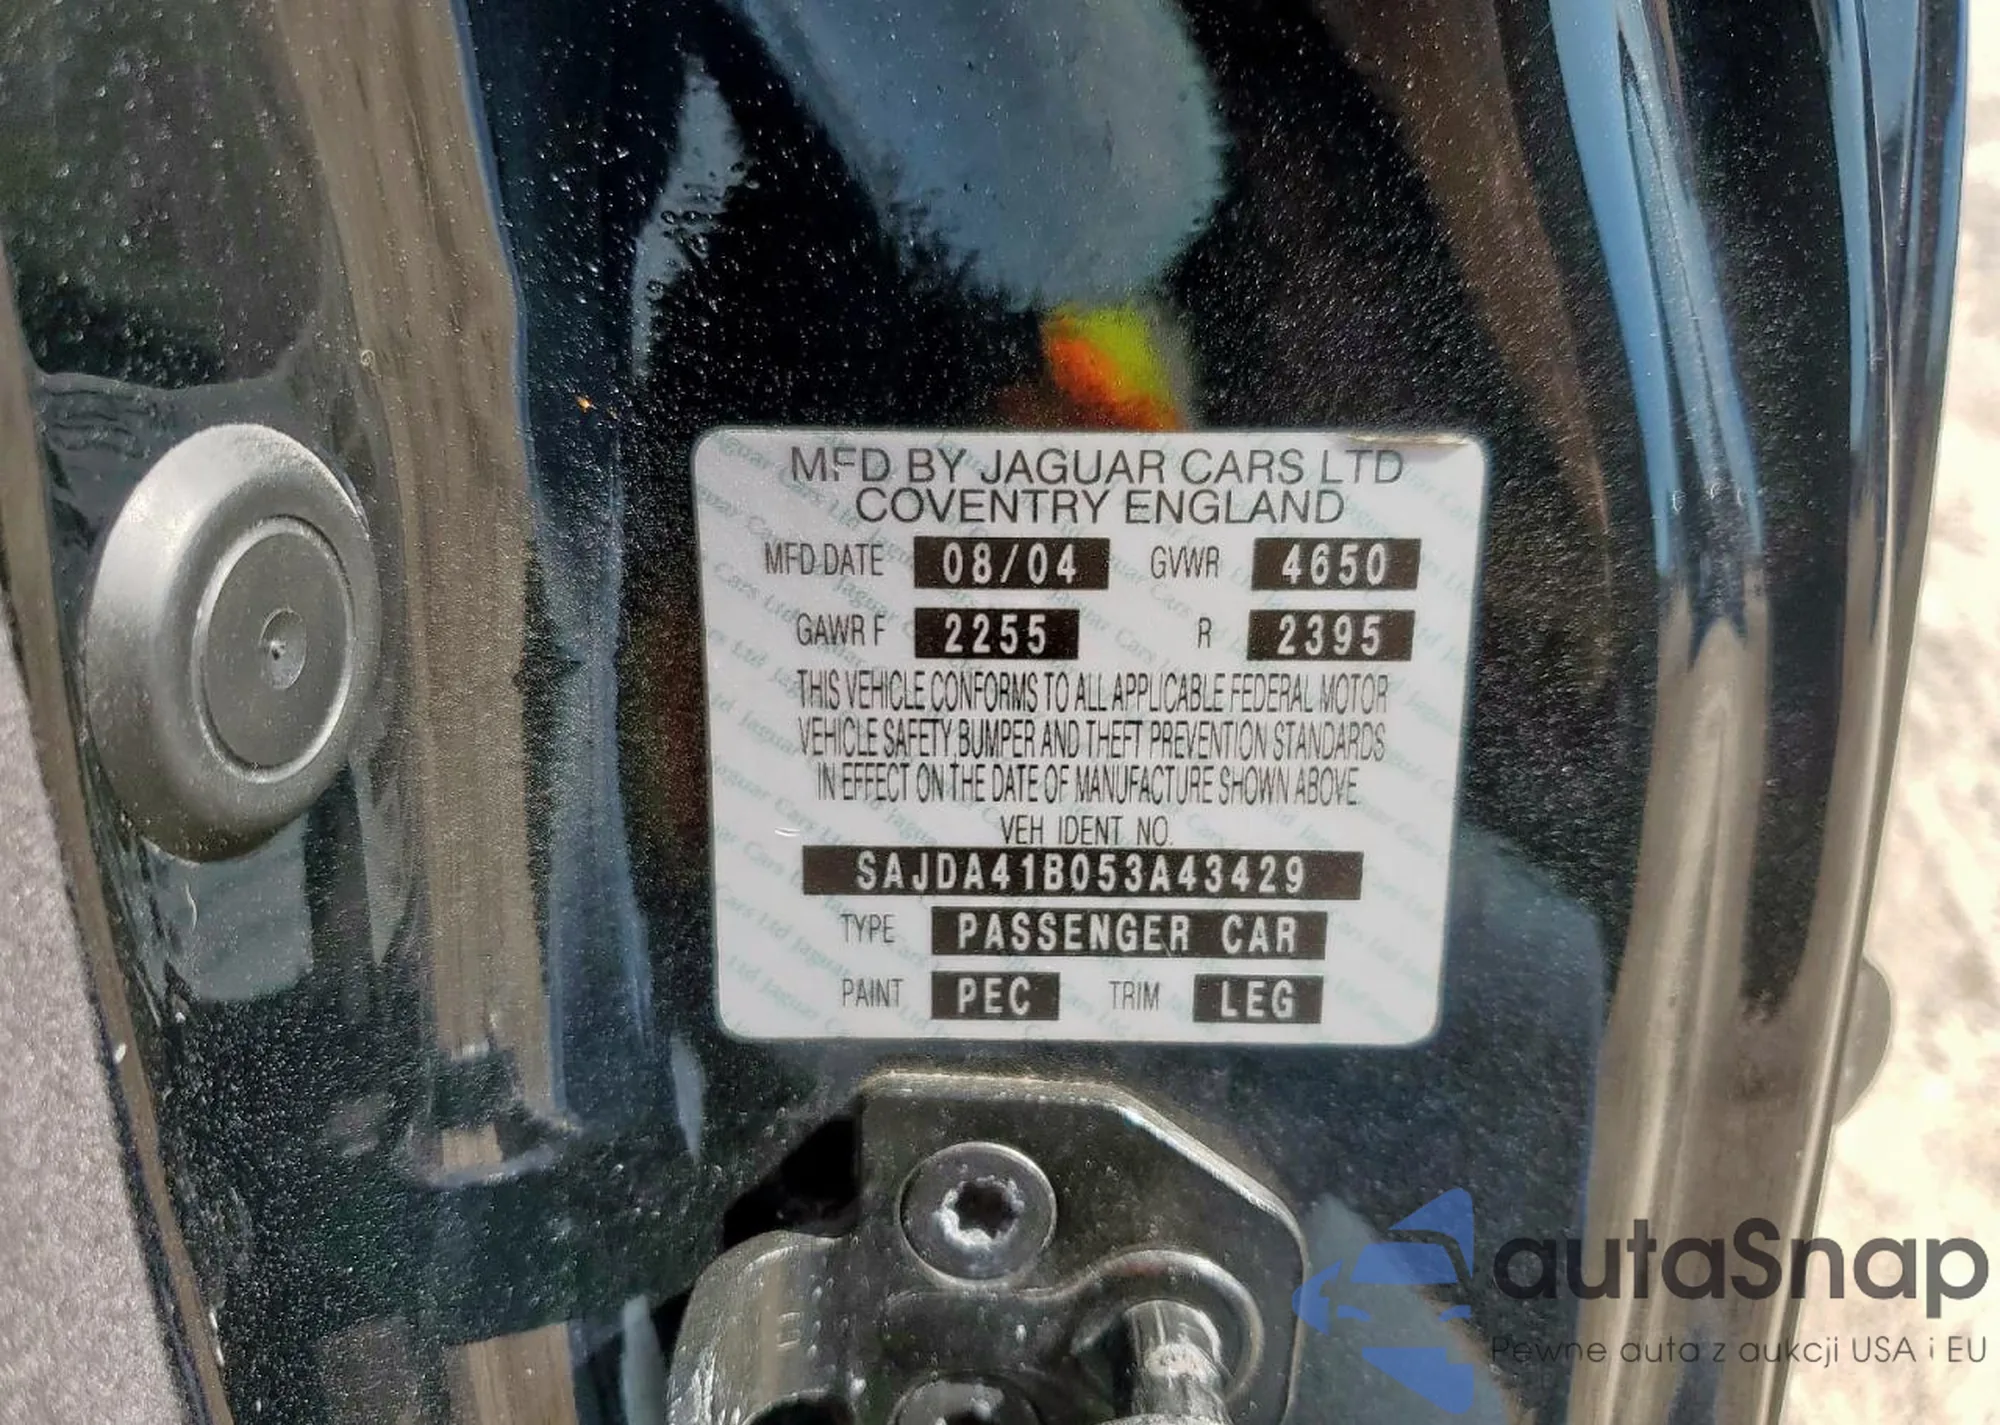 MFD BY JAGUAR CARS LTD
COVENTRY ENGLAND
MFD DATE 08/04 GVWR 4650
GAWR F 2255 R 2395
THIS VEHICLE CONFORMS TO ALL APPLICABLE FEDERAL MOTOR
VEHICLE SAFETY BUMPER AND THEFT PREVENTION STANDARDS
IN EFFECT ON THE DATE OF MANUFACTURE SHOWN ABOVE
VEH IDENT NO.
SAJDA41B053A43429
TYPE PASSENGER CAR
PAINT PEC TRIM LEG
autaSnap
Pewne auta z aukcji USA i EU